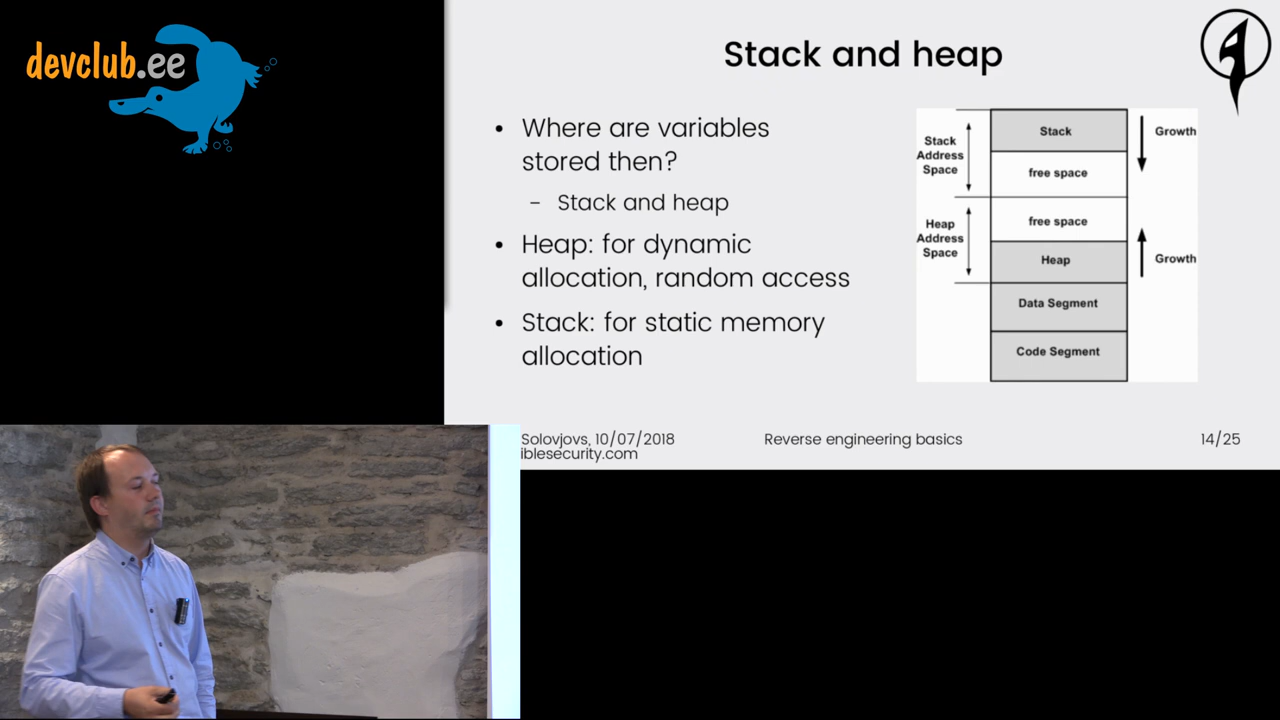 devclub.ee
Stack and heap
• Where are variables
stored then?
– Stack and heap
• Heap: for dynamic
allocation, random access
• Stack: for static memory
allocation
Stack
Address
Space
Heap
Address
Space
Stack
free space
free space
Heap
Data Segment
Code Segment
Growth
Growth
Solovjovs, 10/07/2018
iblesecurity.com
Reverse engineering basics
14/25